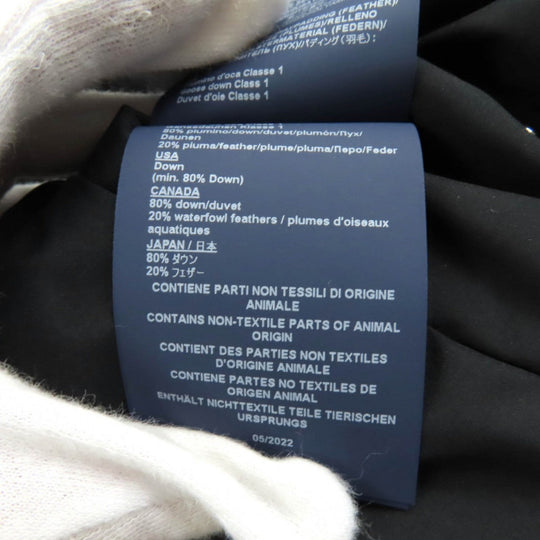 PADDING (FEATHER)/
(PLUMES)/RELLENO
MATERIAL (FEDERN)/
(ПУХ)/パディング(羽毛):
d'oca Classe 1
Goose down Class 1
Duvet d'oie Classe 1
80% piumino/down/duvet/plumón/Пух/
Daunen
20% piuma/feather/plume/pluma/Перо/Feder
USA
Down
(min. 80% Down)
CANADA
80% down/duvet
20% waterfowl feathers / plumes d'oiseaux
aquatiques
JAPAN / 日本
80% ダウン
20% フェザー
CONTIENE PARTI NON TESSILI DI ORIGINE
ANIMALE
CONTAINS NON-TEXTILE PARTS OF ANIMAL
ORIGIN
CONTIENT DES PARTIES NON TEXTILES
D'ORIGINE ANIMALE
CONTIENE PARTES NO TEXTILES DE
ORIGEN ANIMAL
ENTHÄLT NICHTTEXTILE TEILE TIERISCHEN
URSPRUNGS
05/2022